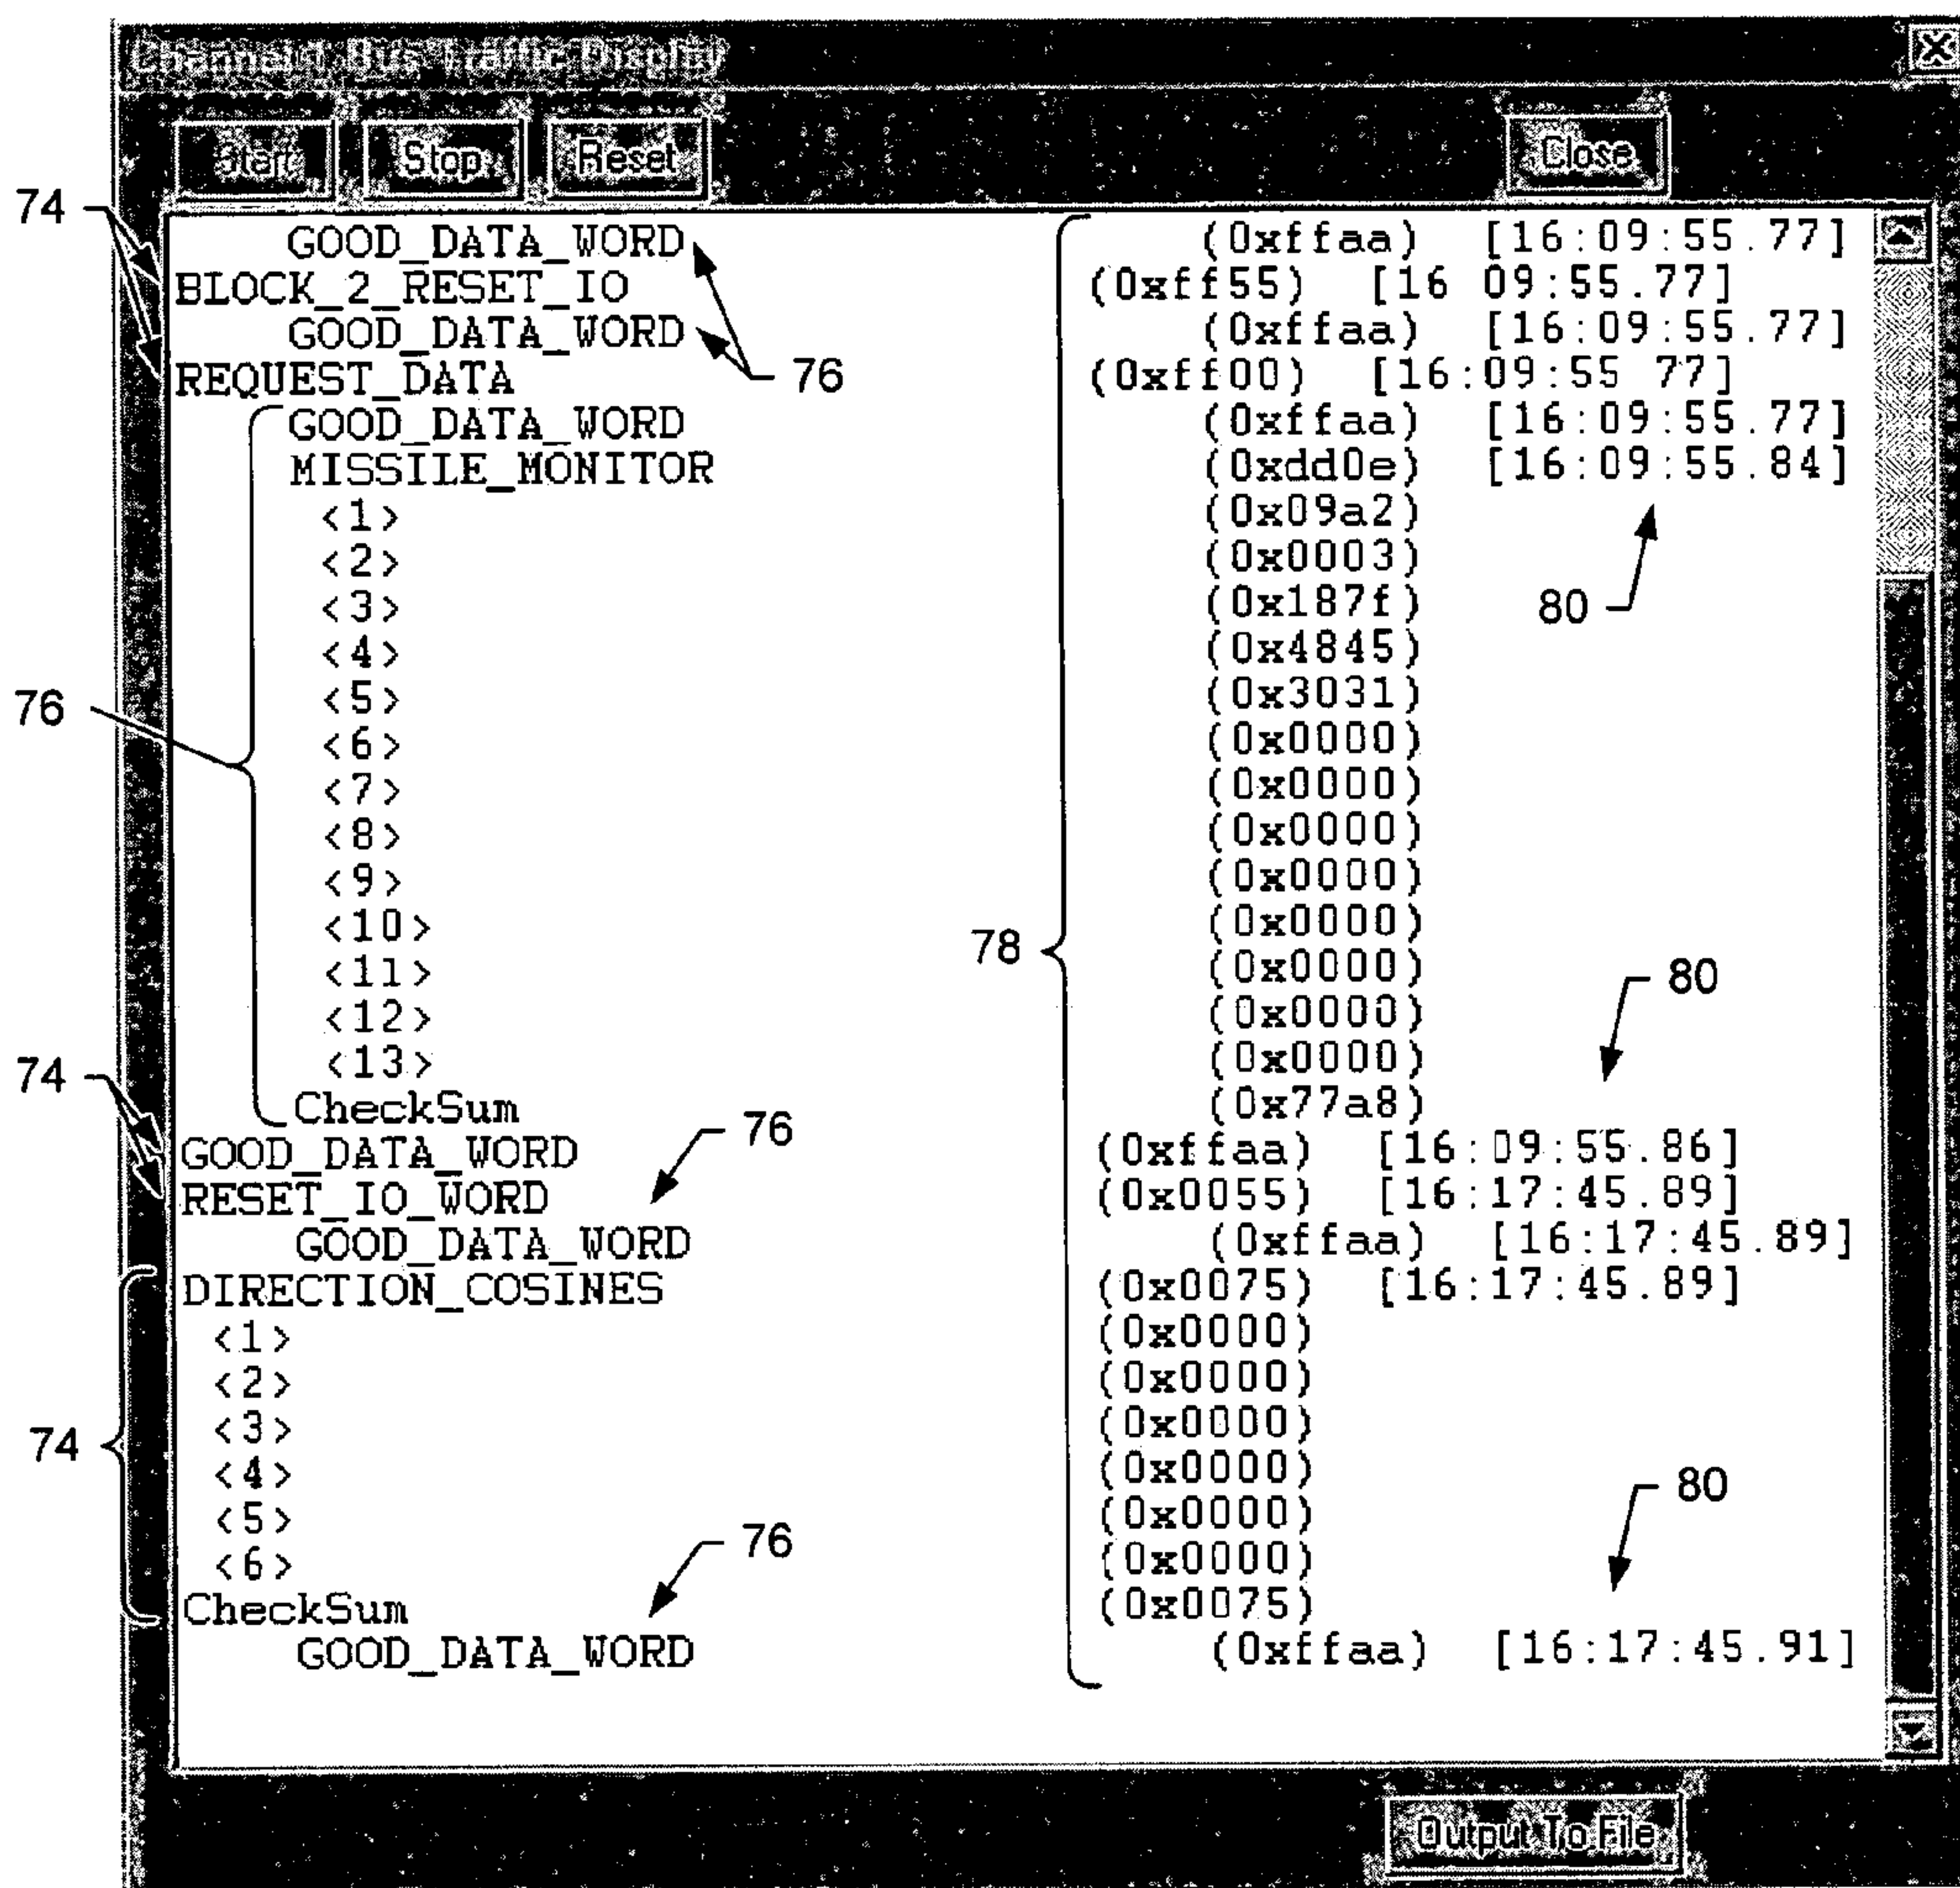 Channel 1 Bus Traffic Display
Start Stop Reset Close
74
GOOD_DATA_WORD (0xffaa) [16:09:55.77]
BLOCK_2_RESET_IO (0xff55) [16 09:55.77]
GOOD_DATA_WORD (0xffaa) [16:09:55.77]
REQUEST_DATA 76 (0xff00) [16:09:55 77]
GOOD_DATA_WORD (0xffaa) [16:09:55.77]
MISSILE_MONITOR (0xdd0e) [16:09:55.84]
<1> (0x09a2)
<2> (0x0003)
<3> (0x187f) 80
<4> (0x4845)
76 <5> (0x3031)
<6> (0x0000)
<7> (0x0000)
<8> (0x0000)
<9> (0x0000)
<10> (0x0000)
78
<11> (0x0000) 80
<12> (0x0000)
74 <13> (0x0000)
CheckSum (0x77a8)
76
GOOD_DATA_WORD (0xffaa) [16:09:55.86]
RESET_IO_WORD (0x0055) [16:17:45.89]
GOOD_DATA_WORD (0xffaa) [16:17:45.89]
DIRECTION_COSINES (0x0075) [16:17:45.89]
<1> (0x0000)
<2> (0x0000)
74 <3> (0x0000)
<4> (0x0000) 80
<5> (0x0000)
76
<6> (0x0000)
CheckSum (0x0075)
GOOD_DATA_WORD (0xffaa) [16:17:45.91]
Output To File